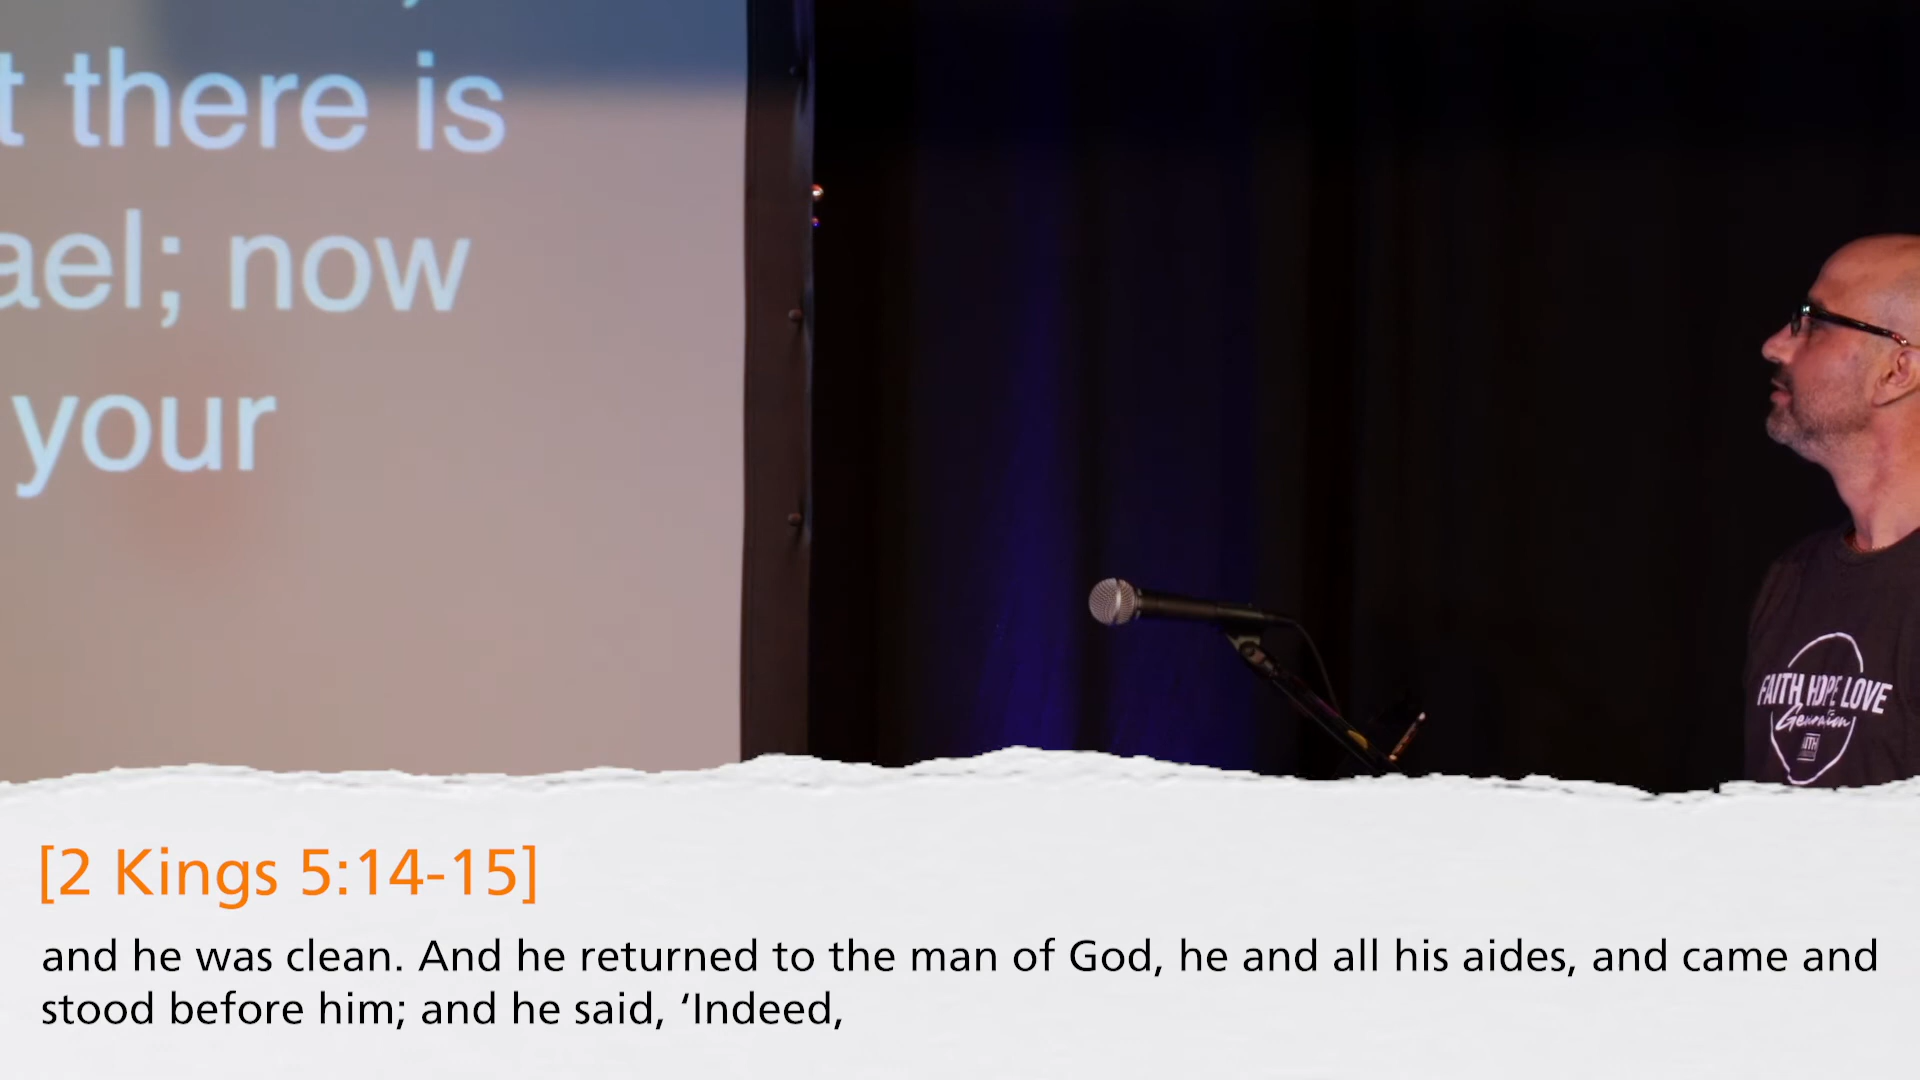 t there is
ael; now
your
FAITH HOPE LOVE
Generation
[2 Kings 5:14-15]
and he was clean. And he returned to the man of God, he and all his aides, and came and
stood before him; and he said, ‘Indeed,